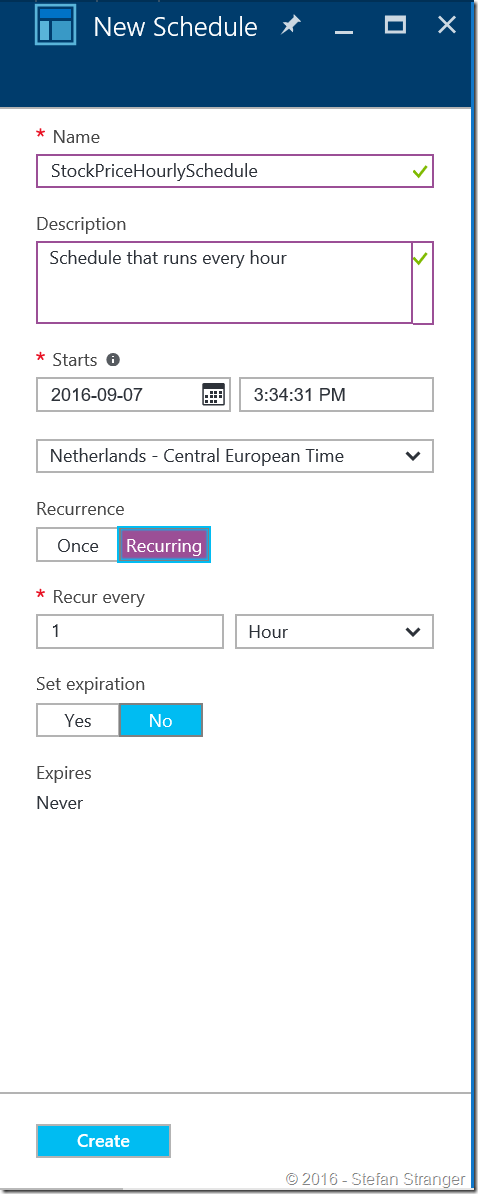 New Schedule
* Name
StockPriceHourlySchedule
Description
Schedule that runs every hour
* Starts
2016-09-07 3:34:31 PM
Netherlands - Central European Time
Recurrence
Once Recurring
* Recur every
1 Hour
Set expiration
Yes No
Expires
Never
Create
© 2016 - Stefan Stranger